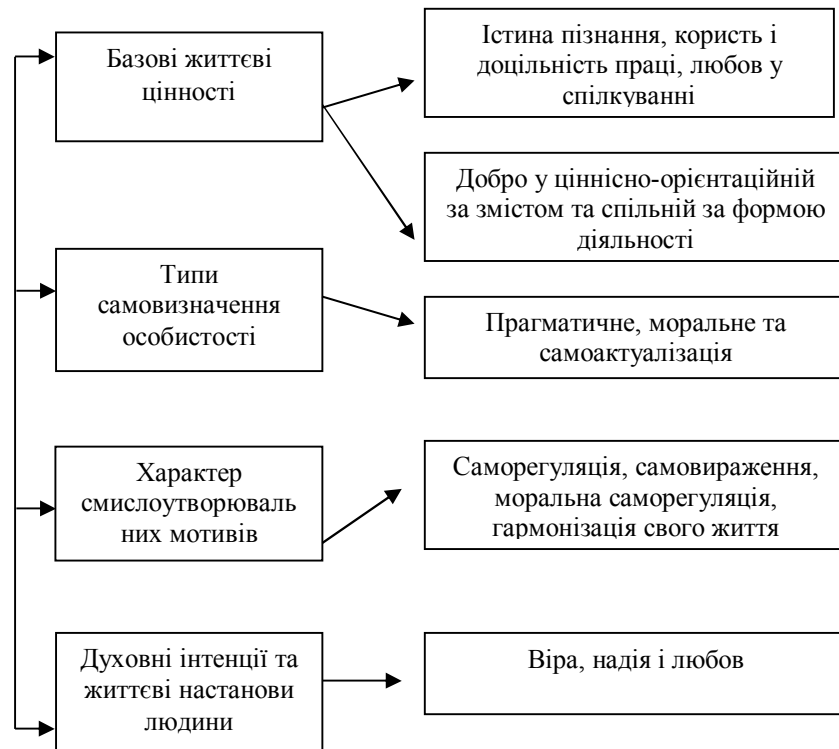 Базові життєві
цінності
Істина пізнання, користь і
доцільність праці, любов у
спілкуванні
Добро у ціннісно-орієнтаційній
за змістом та спільній за формою
діяльності
Типи
самовизначення
особистості
Прагматичне, моральне та
самоактуалізація
Характер
смислоутворюваль
них мотивів
Саморегуляція, самовираження,
моральна саморегуляція,
гармонізація свого життя
Духовні інтенції та
життєві настанови
людини
Віра, надія і любов